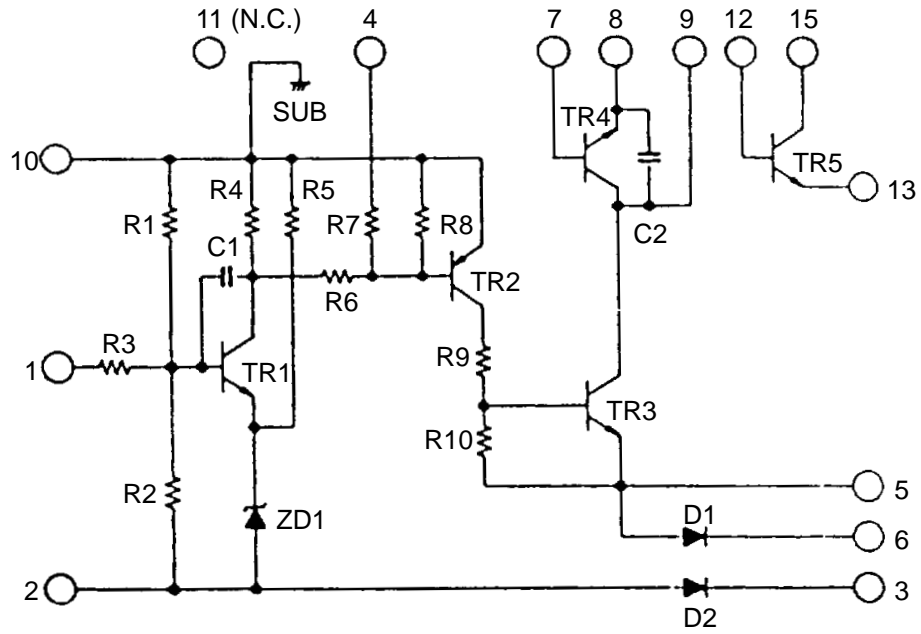 11 (N.C.) 4 7 8 9 12 15
SUB TR4
10 R4 R5 TR5 13
R1 R7 R8 C2
C1
R6 TR2
R3 R9
1 TR1 TR3
R10
R2 5
ZD1 D1
6
2 3
D2